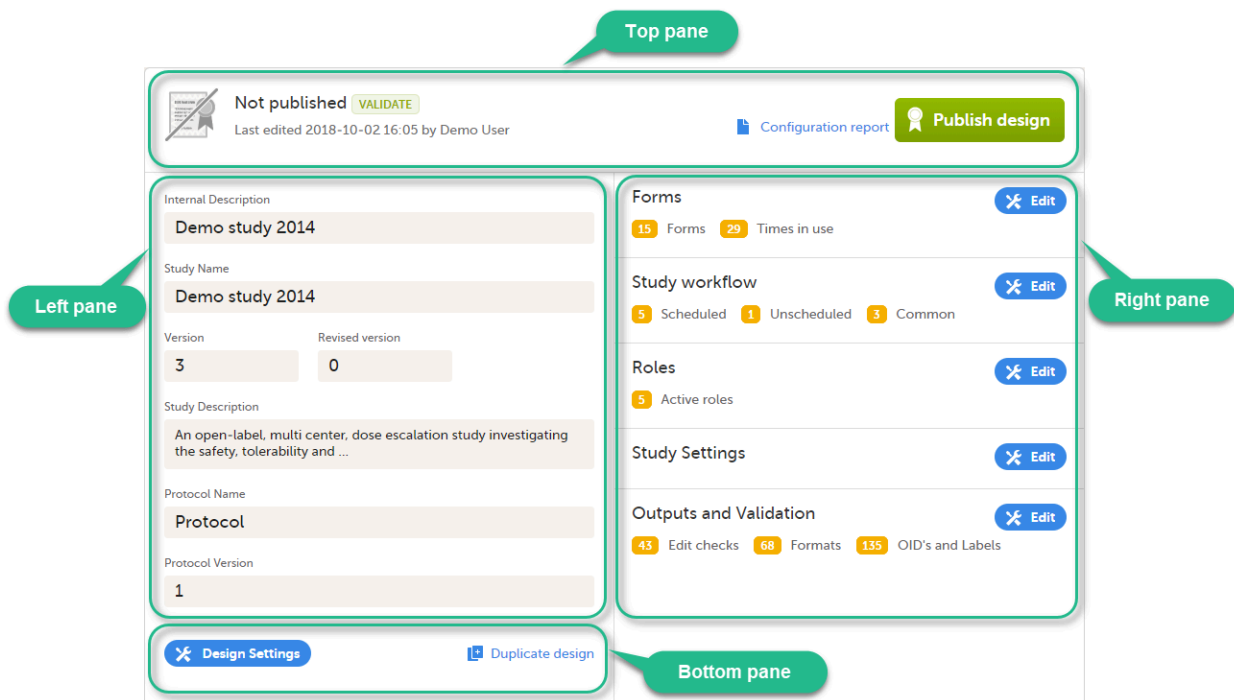 Top pane
Not published VALIDATE
Last edited 2018-10-02 16:05 by Demo User
Configuration report
Publish design
Left pane
Internal Description
Demo study 2014
Study Name
Demo study 2014
Version Revised version
3 0
Study Description
An open-label, multi center, dose escalation study investigating
the safety, tolerability and ...
Protocol Name
Protocol
Protocol Version
1
Right pane
Forms Edit
15 Forms 29 Times in use
Study workflow Edit
5 Scheduled 1 Unscheduled 3 Common
Roles Edit
5 Active roles
Study Settings Edit
Outputs and Validation Edit
43 Edit checks 68 Formats 135 OID's and Labels
Design Settings Duplicate design
Bottom pane